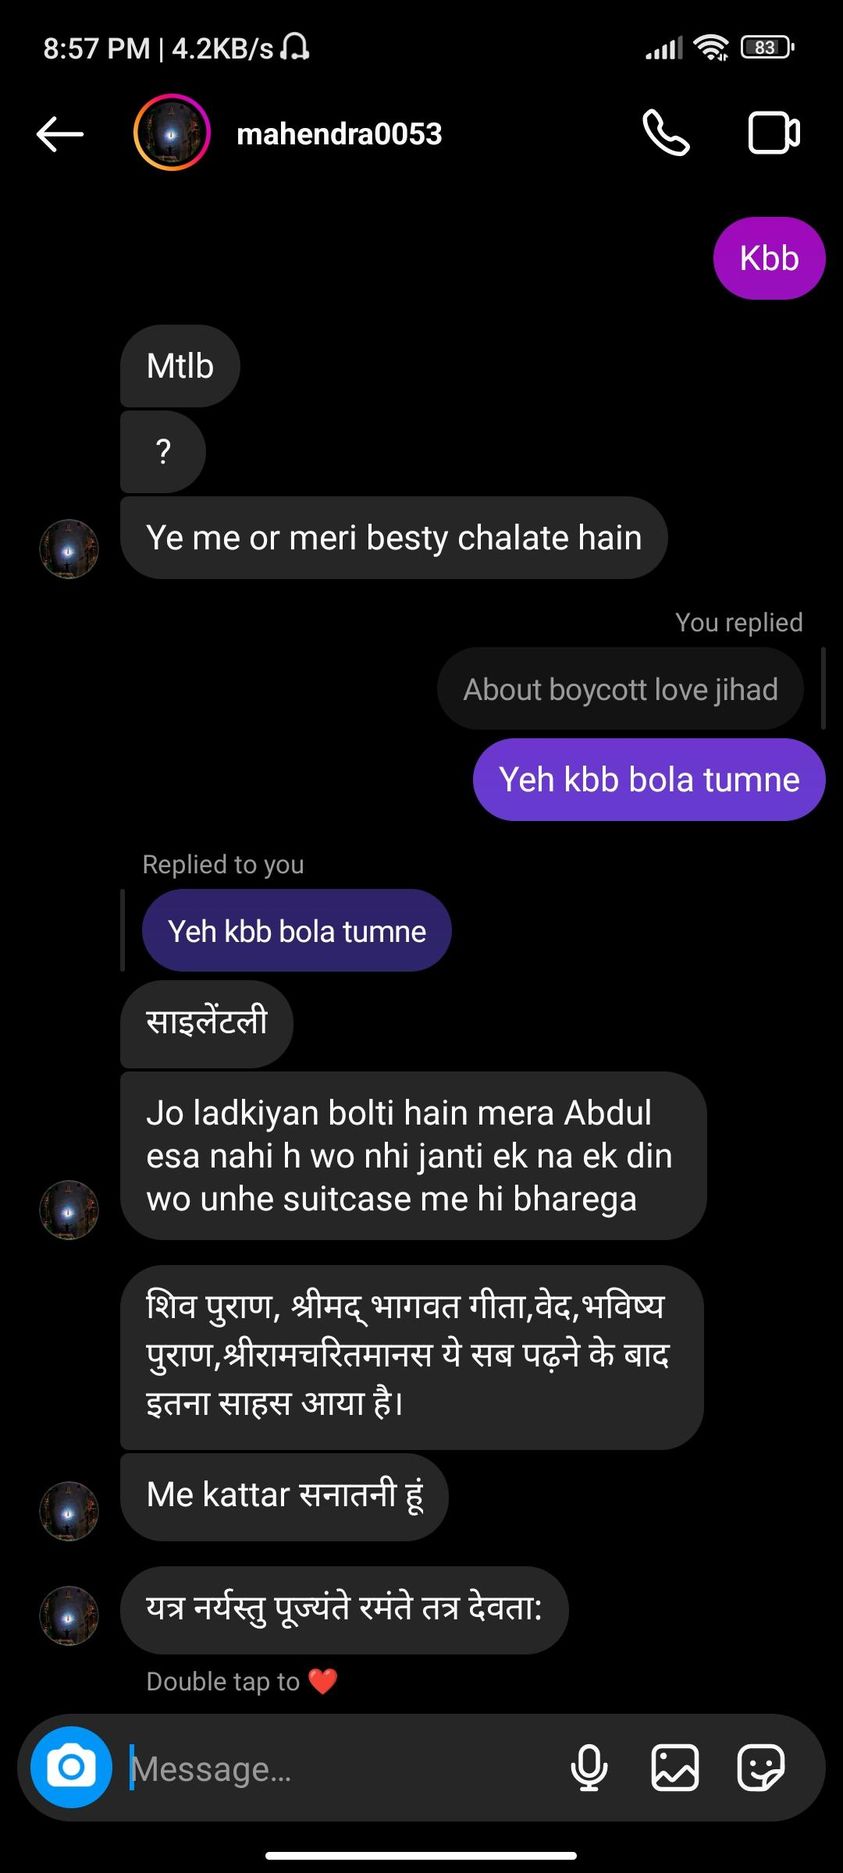 8:57 PM | 4.2KB/s
83
mahendra0053
Kbb
Mtlb
?
Ye me or meri besty chalate hain
You replied
About boycott love jihad
Yeh kbb bola tumne
Replied to you
Yeh kbb bola tumne
साइलेंटली
Jo ladkiyan bolti hain mera Abdul
esa nahi h wo nhi janti ek na ek din
wo unhe suitcase me hi bharega
शिव पुराण, श्रीमद् भागवत गीता,वेद,भविष्य
पुराण,श्रीरामचरितमानस ये सब पढ़ने के बाद
इतना साहस आया है।
Me kattar सनातनी हूं
यत्र नर्यस्तु पूज्यंते रमंते तत्र देवता:
Double tap to ❤️
Message...